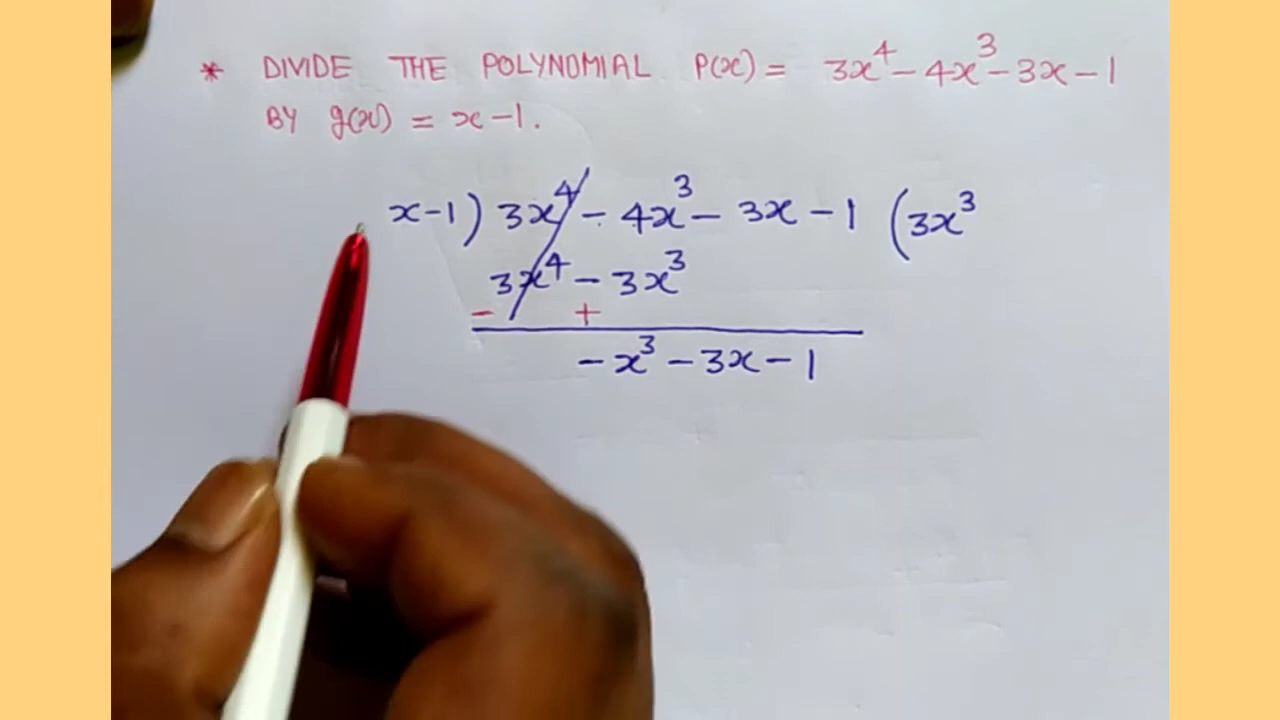 * DIVIDE THE POLYNOMIAL P(x) = 3x⁴ - 4x³ - 3x - 1
BY g(x) = x - 1.
x-1) 3x⁴ - 4x³ - 3x - 1 (3x³
3x⁴ - 3x³
- +
-x³ - 3x - 1